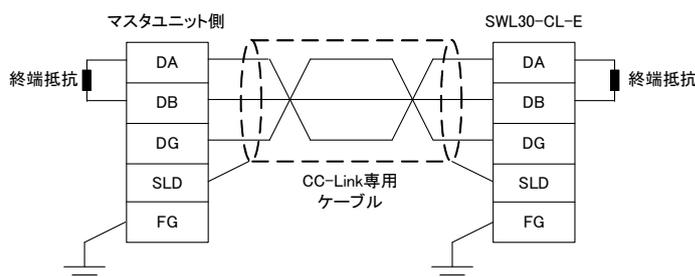 マスタユニット側
SWL30-CL-E
終端抵抗
DA
DB
DG
SLD
FG
CC-Link専用
ケーブル
DA
DB
DG
SLD
FG
終端抵抗